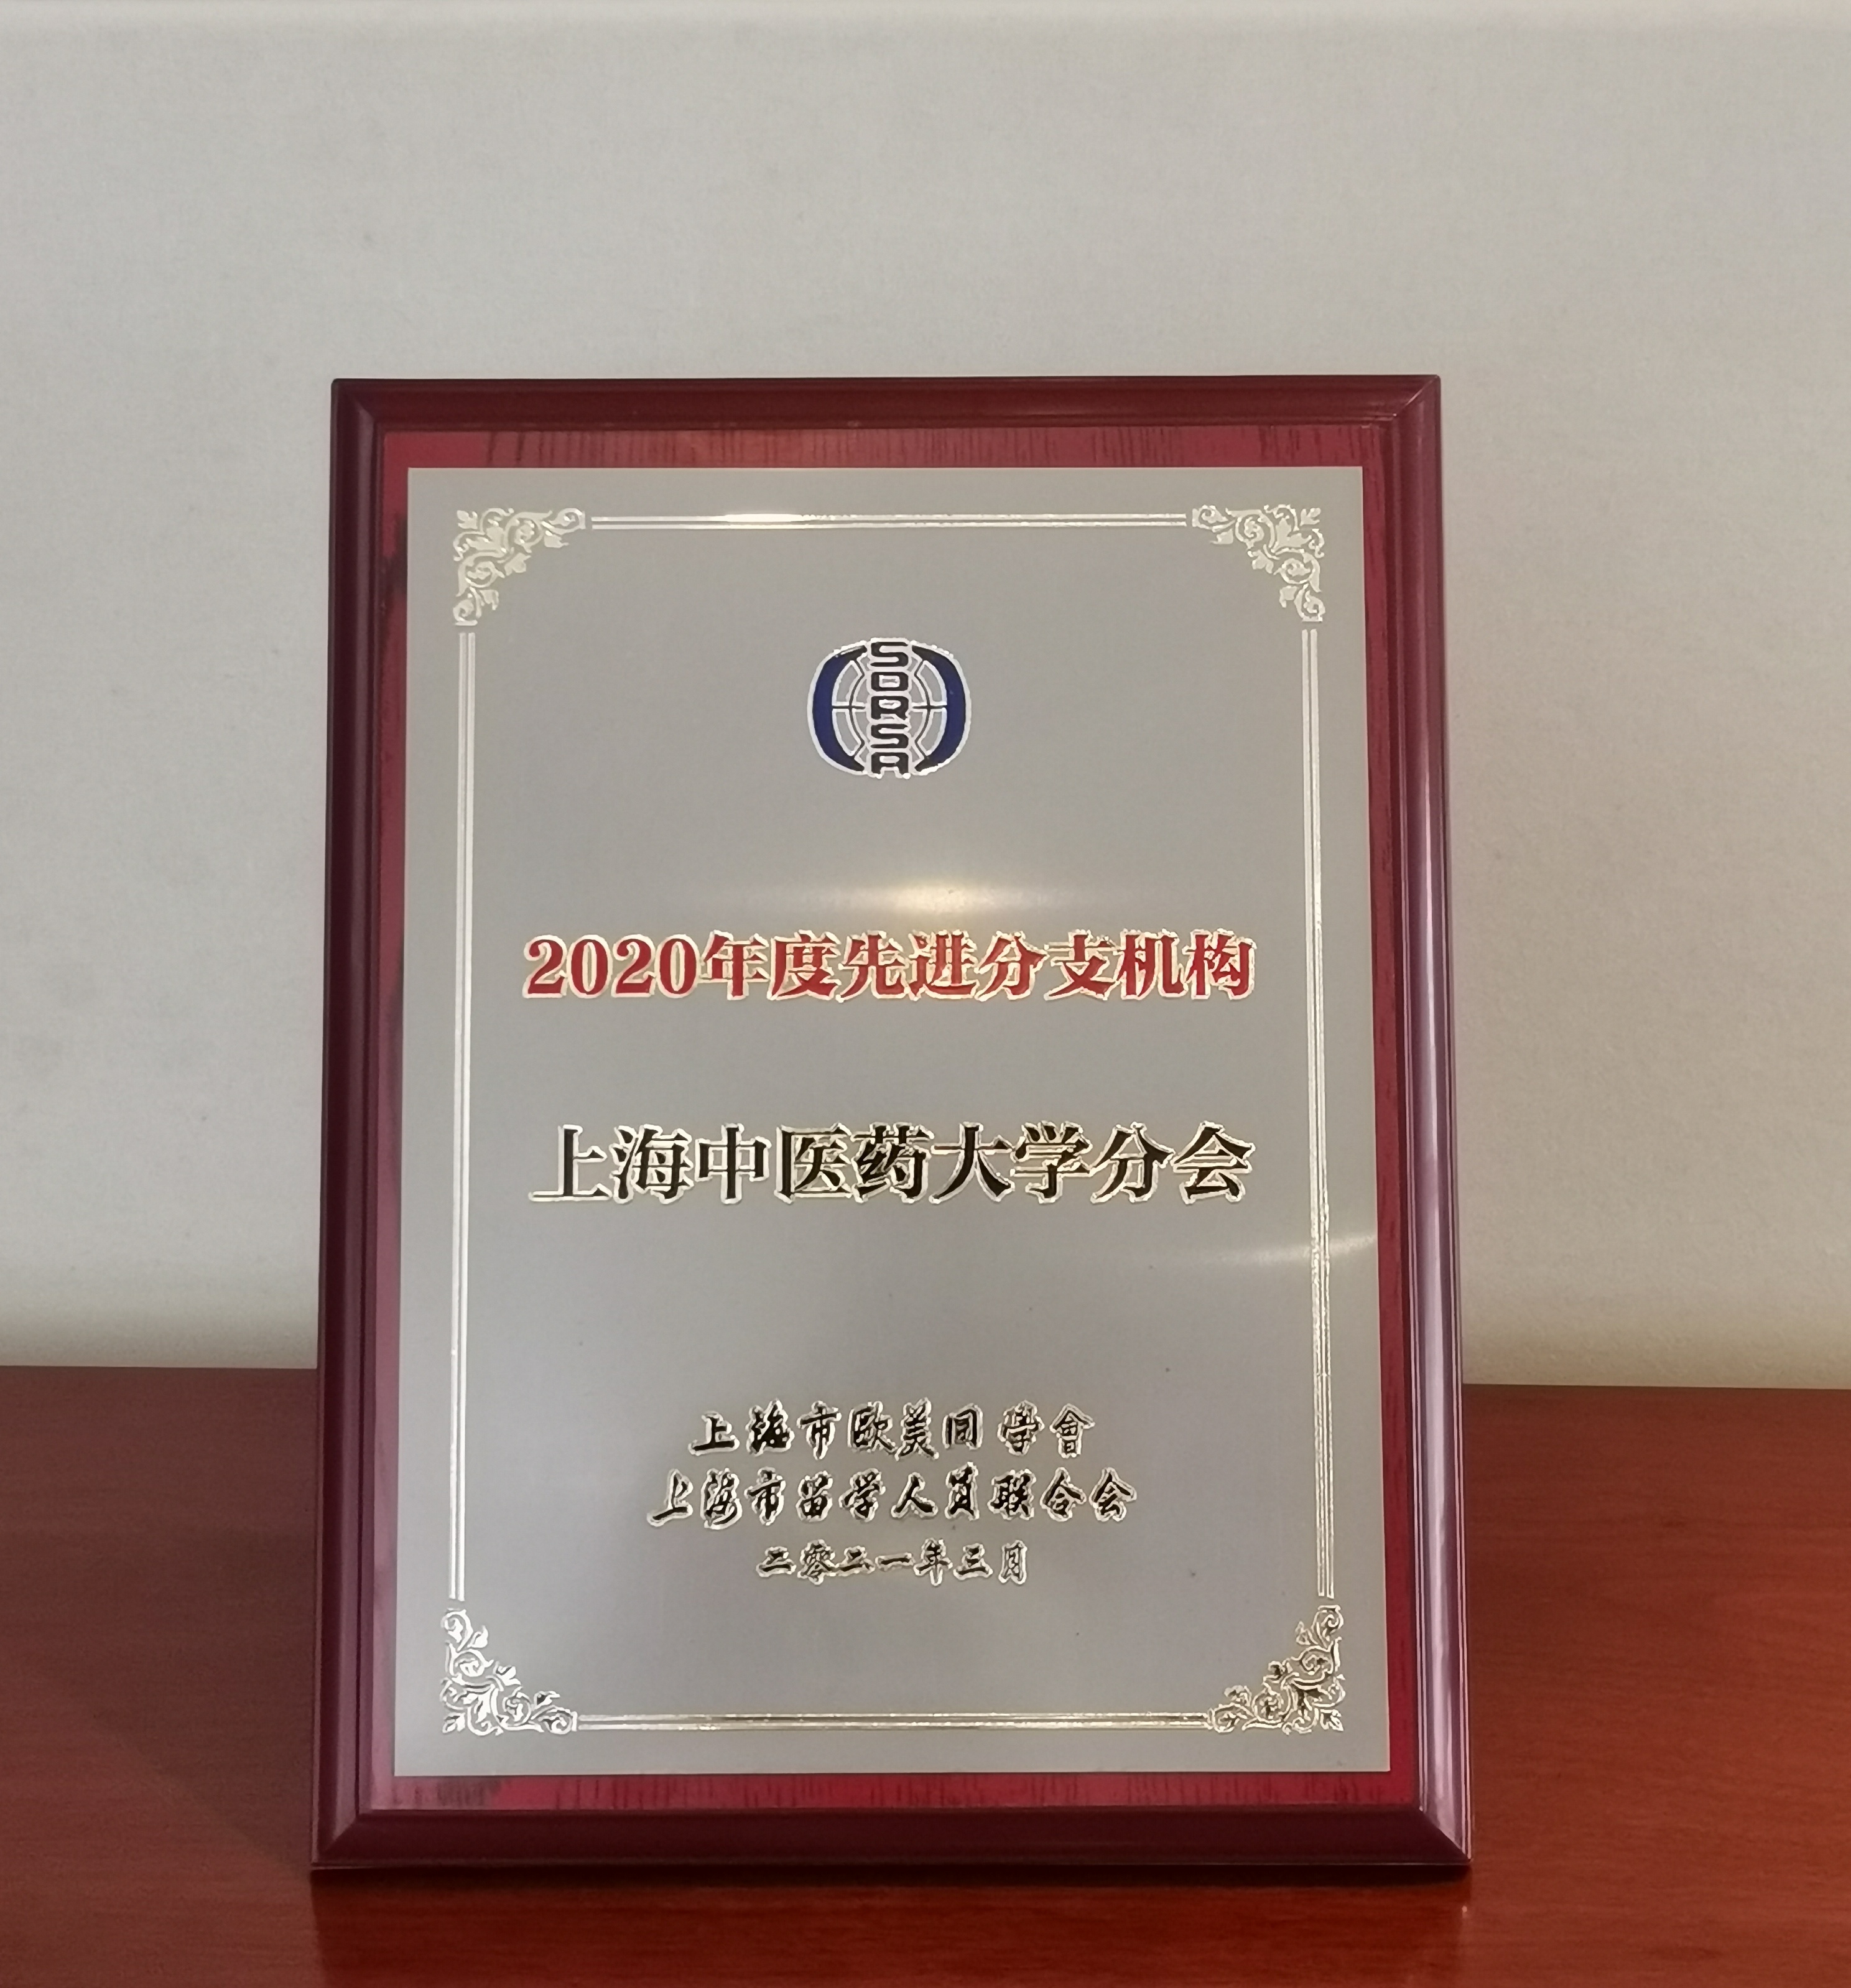 SORSA
2020年度先进分支机构
上海中医药大学分会
上海市欧美同學會
上海市留学人员联合会
二零二一年三月